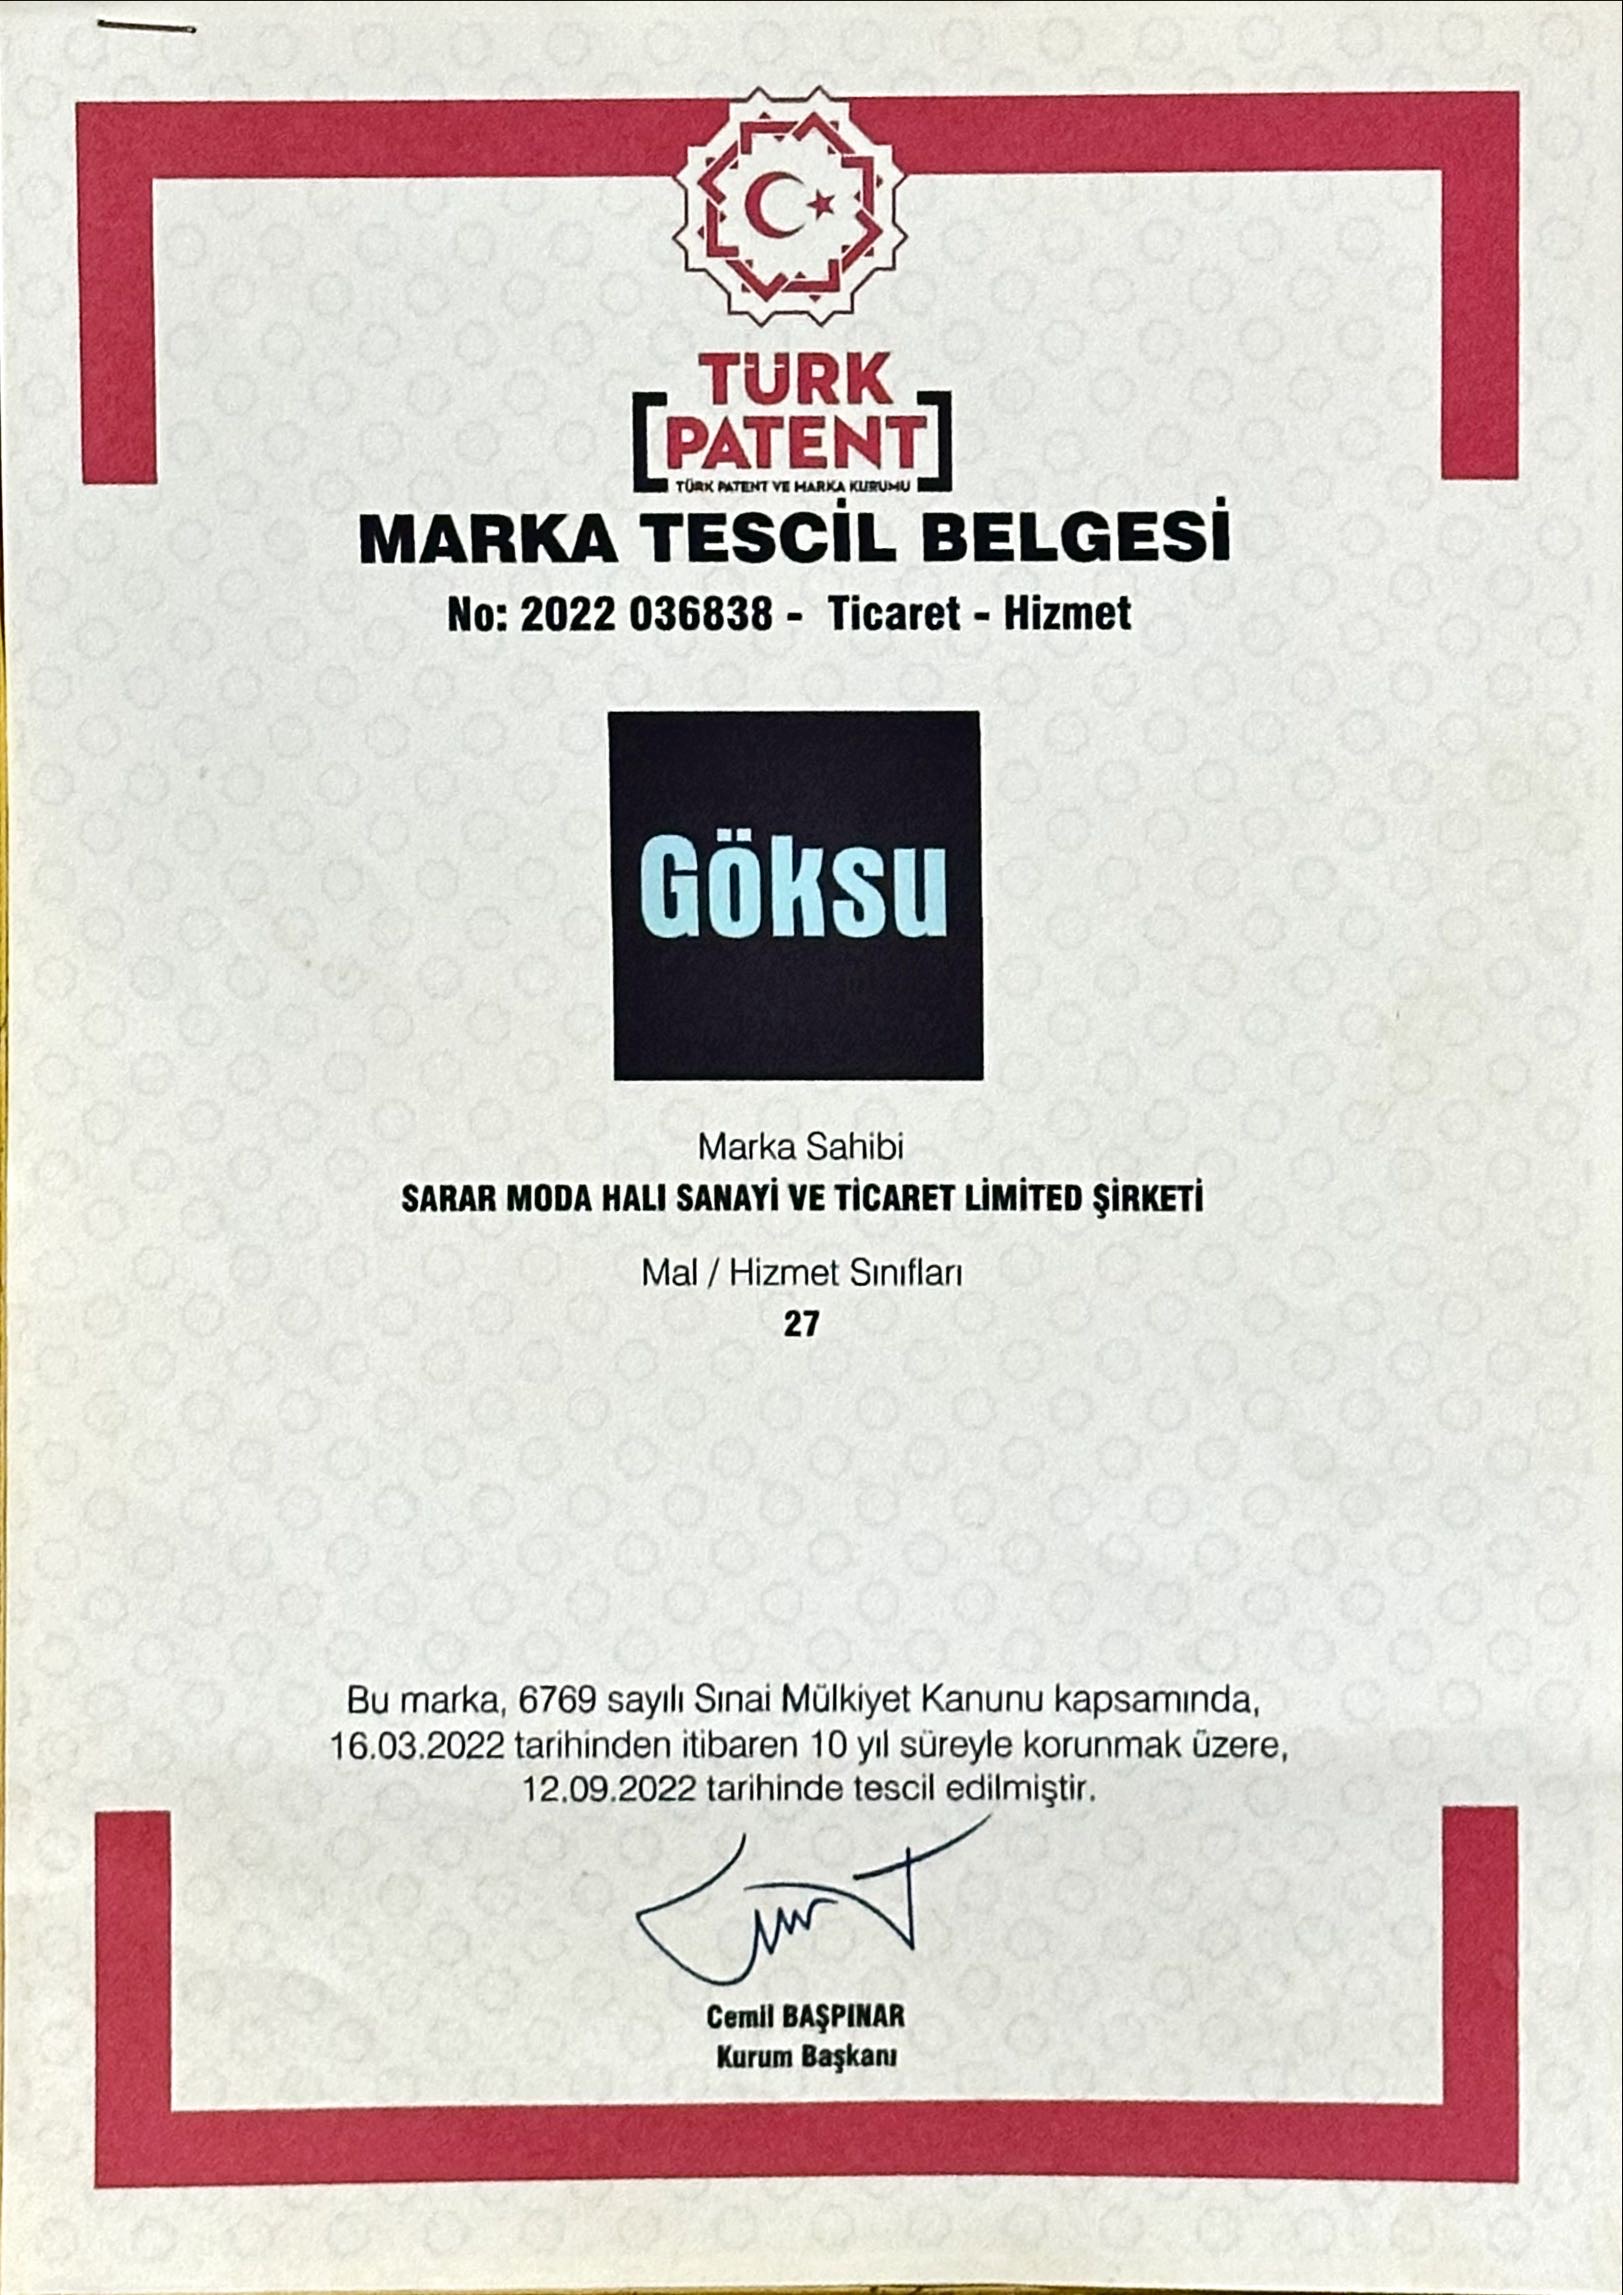 TÜRK
PATENT
TÜRK PATENT VE MARKA KURUMU
MARKA TESCİL BELGESİ
No: 2022 036838 - Ticaret - Hizmet
Göksu
Marka Sahibi
SARAR MODA HALI SANAYİ VE TİCARET LİMİTED ŞİRKETİ
Mal / Hizmet Sınıfları
27
Bu marka, 6769 sayılı Sınai Mülkiyet Kanunu kapsamında,
16.03.2022 tarihinden itibaren 10 yıl süreyle korunmak üzere,
12.09.2022 tarihinde tescil edilmiştir.
Cemil BAŞPINAR
Kurum Başkanı